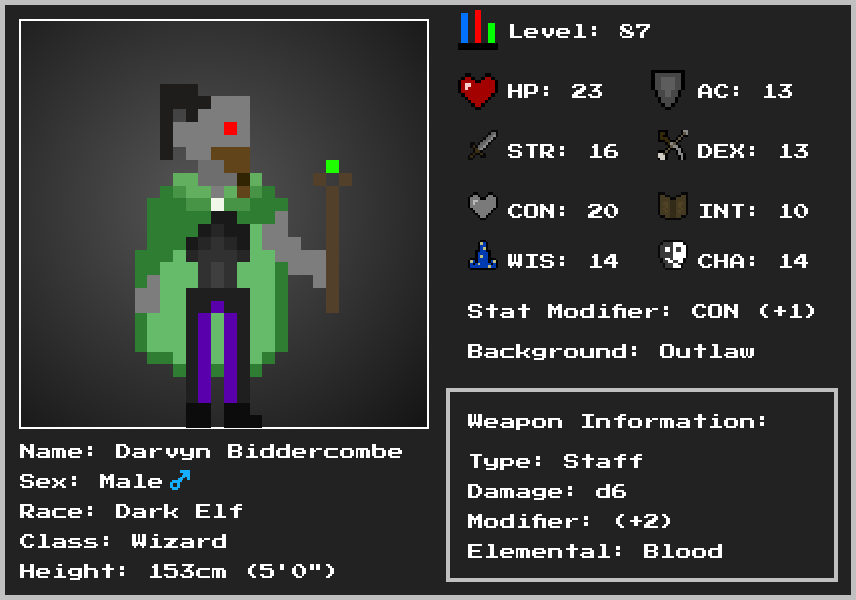 Level: 87
HP: 23
AC: 13
STR: 16
DEX: 13
CON: 20
INT: 10
WIS: 14
CHA: 14
Stat Modifier: CON (+1)
Background: Outlaw
Weapon Information:
Type: Staff
Damage: d6
Modifier: (+2)
Elemental: Blood
Name: Darvyn Biddercombe
Sex: Male♂
Race: Dark Elf
Class: Wizard
Height: 153cm (5'0")